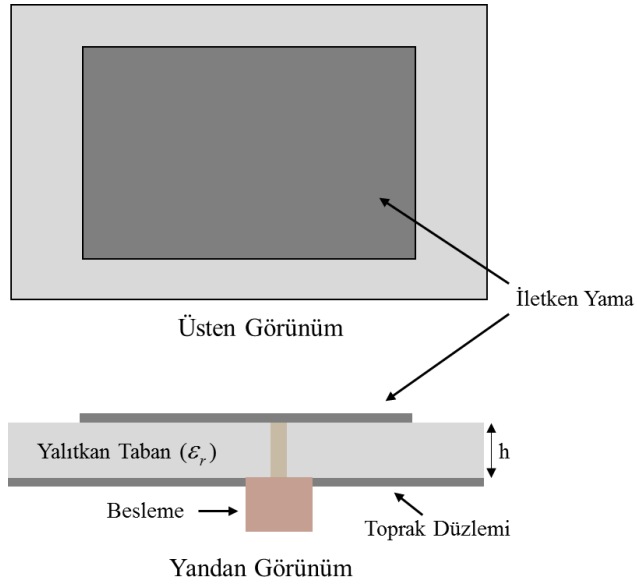 Üsten Görünüm
İletken Yama
Yalıtkan Taban (εr)
h
Besleme
Toprak Düzlemi
Yandan Görünüm